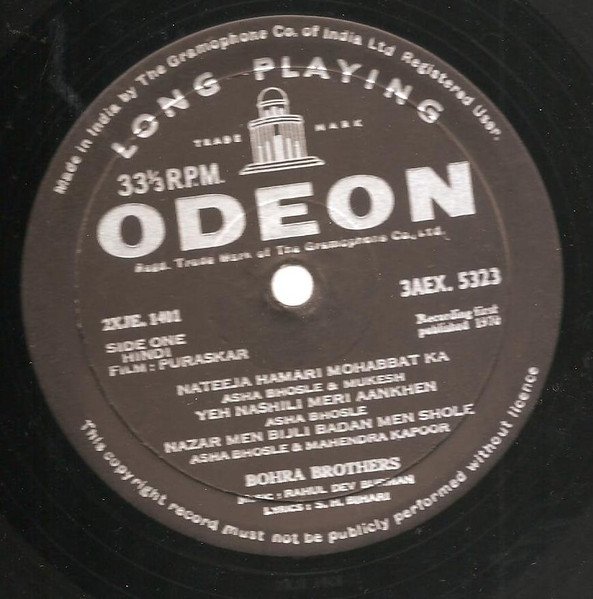 Made in India by The Gramophone Co. of India Ltd Registered User.
LONG PLAYING
TRADE MARK
33⅓ R.P.M.
ODEON
Regd. Trade Mark of The Gramophone Co., Ltd.
3AEX. 5323
2XJE. 1401
Recording first
published 1970
SIDE ONE
HINDI
FILM : PURASKAR
NATEEJA HAMARI MOHABBAT KA
ASHA BHOSLE & MUKESH
YEH NASHILI MERI AANKHEN
ASHA BHOSLE
NAZAR MEN BIJLI BADAN MEN SHOLE
ASHA BHOSLE & MAHENDRA KAPOOR
BOHRA BROTHERS
MUSIC : RAHUL DEV BURMAN
LYRICS : S. H. BIHARI
This copyright record must not be publicly performed without licence